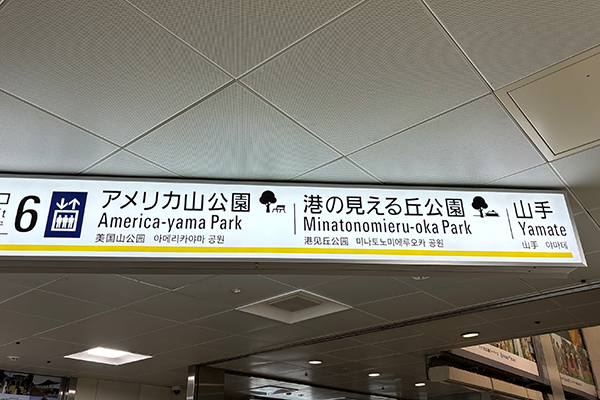 口 6
アメリカ山公園
America-yama Park
美国山公园 아메리카야마 공원
港の見える丘公園
Minatonomieru-oka Park
港见丘公园 미나토노미에루오카 공원
山手
Yamate
山手 야마테